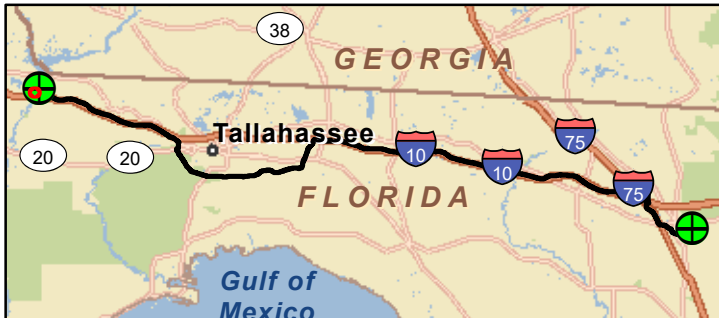 38
GEORGIA
Tallahassee
75
10
10
20
20
75
FLORIDA
Gulf of
Mexico